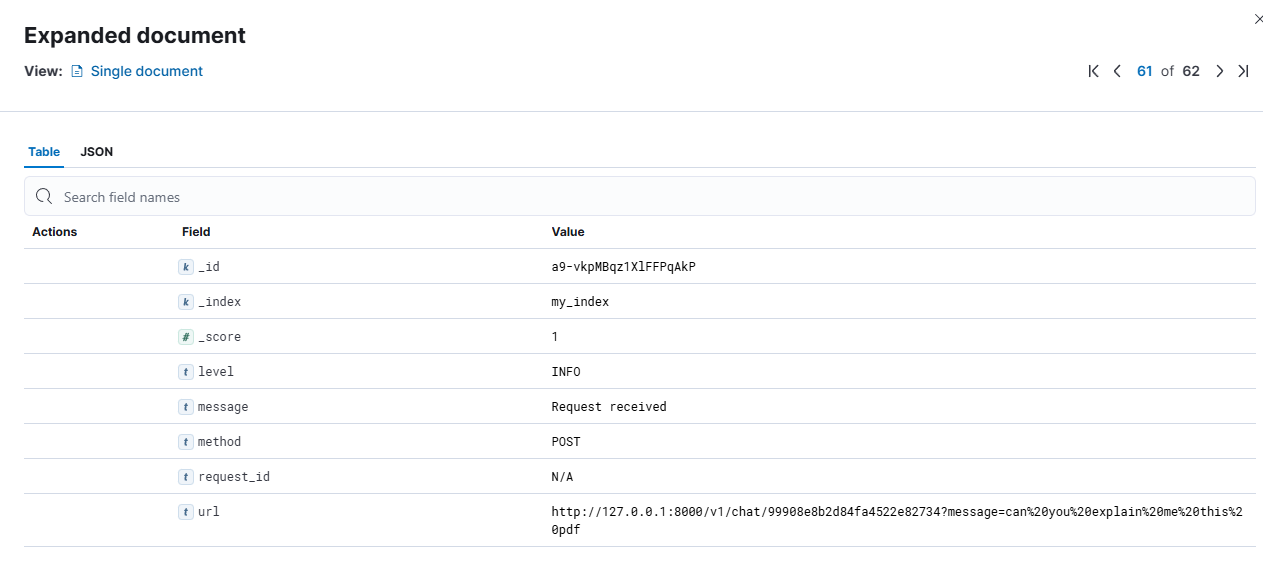 Expanded document
View: Single document
61 of 62
Table JSON
Search field names
Actions Field Value
k _id a9-vkpMBqz1XlFFPqAkP
k _index my_index
# _score 1
t level INFO
t message Request received
t method POST
t request_id N/A
t url http://127.0.0.1:8000/v1/chat/99908e8b2d84fa4522e82734?message=can%20you%20explain%20me%20this%2
0pdf